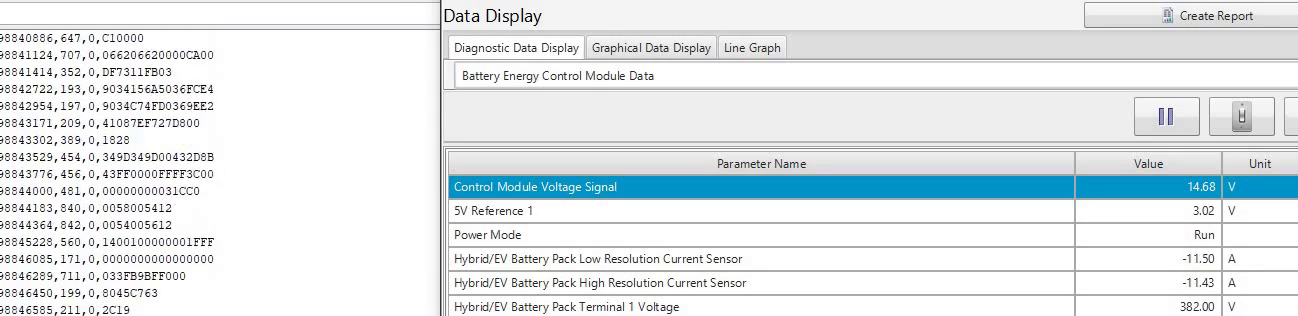 98840886,647,0,C10000
98841124,707,0,066206620000CA00
98841414,352,0,DF7311FB03
98842722,193,0,9034156A5036FCE4
98842954,197,0,9034C74FD0369EE2
98843171,209,0,41087EF727D800
98843302,389,0,1828
98843529,454,0,349D349D00432D8B
98843776,456,0,43FF0000FFFF3C00
98844000,481,0,00000000031CC0
98844183,840,0,0058005412
98844364,842,0,0054005612
98845228,560,0,1400100000001FFF
98846085,171,0,0000000000000000
98846289,711,0,033FB9BFF000
98846450,199,0,8045C763
98846585,211,0,2C19
Data Display
Create Report
Diagnostic Data Display Graphical Data Display Line Graph
Battery Energy Control Module Data
Parameter Name Value Unit
Control Module Voltage Signal 14.68 V
5V Reference 1 3.02 V
Power Mode Run
Hybrid/EV Battery Pack Low Resolution Current Sensor -11.50 A
Hybrid/EV Battery Pack High Resolution Current Sensor -11.43 A
Hybrid/EV Battery Pack Terminal 1 Voltage 382.00 V